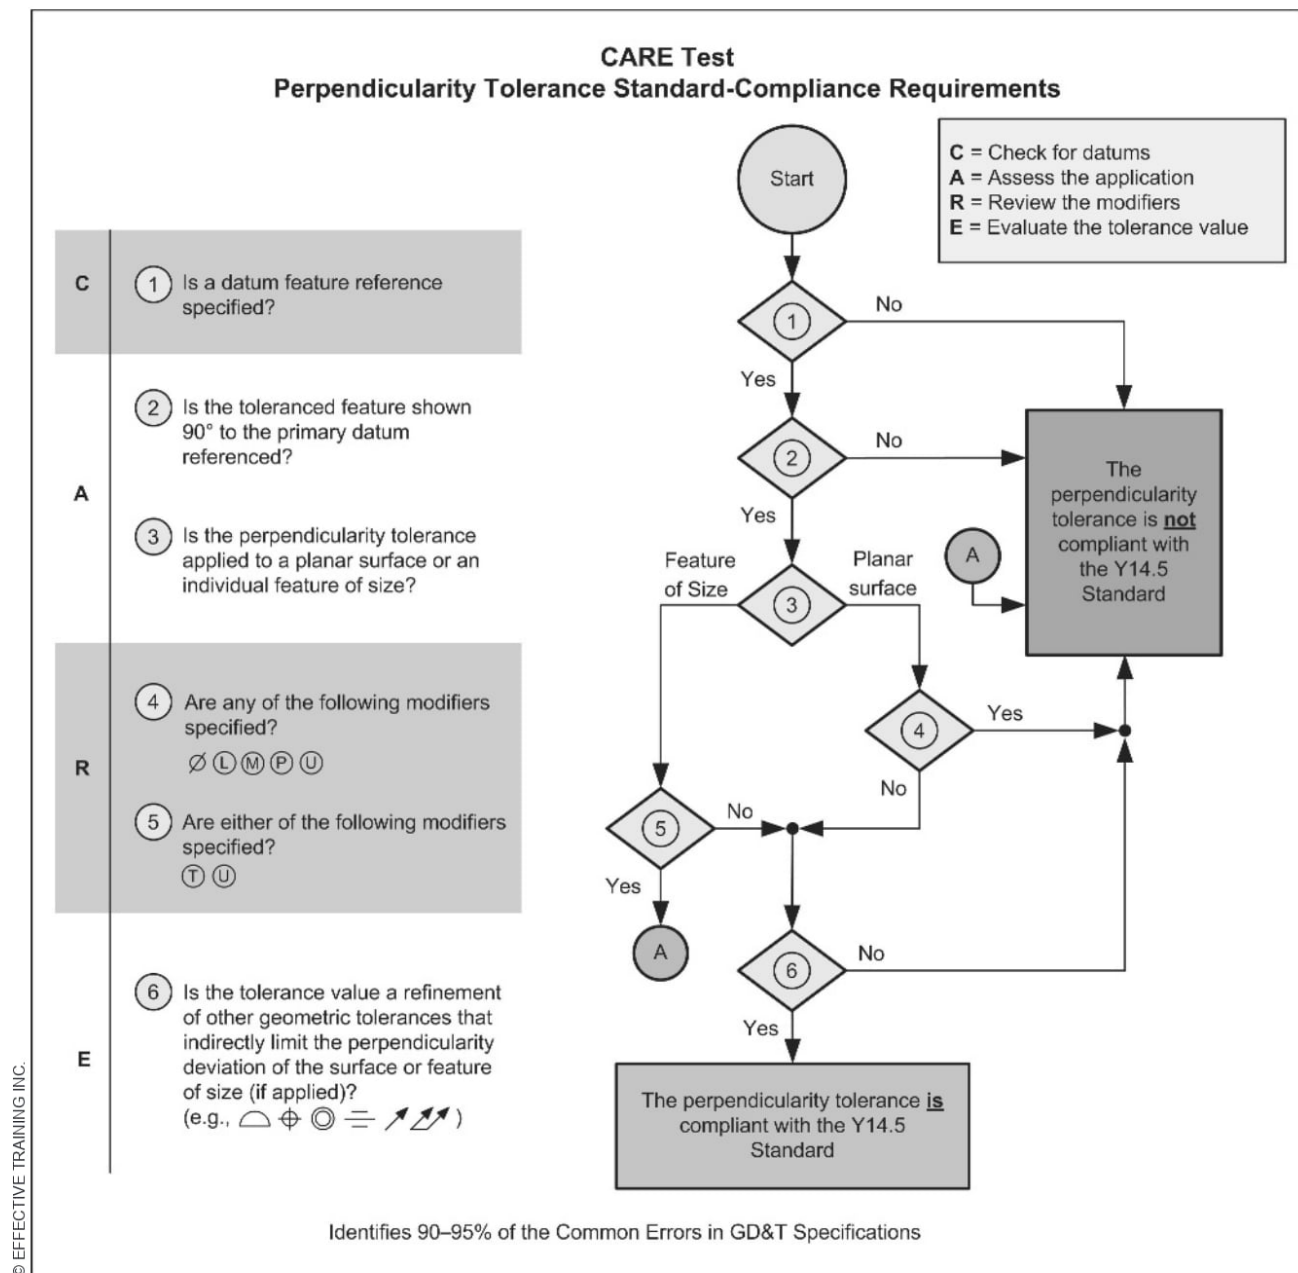 CARE Test
Perpendicularity Tolerance Standard-Compliance Requirements
C = Check for datums
A = Assess the application
R = Review the modifiers
E = Evaluate the tolerance value
C
1 Is a datum feature reference
specified?
A
2 Is the toleranced feature shown
90° to the primary datum
referenced?
3 Is the perpendicularity tolerance
applied to a planar surface or an
individual feature of size?
R
4 Are any of the following modifiers
specified?
Ø Ⓛ Ⓜ Ⓟ Ⓤ
5 Are either of the following modifiers
specified?
Ⓣ Ⓤ
E
6 Is the tolerance value a refinement
of other geometric tolerances that
indirectly limit the perpendicularity
deviation of the surface or feature
of size (if applied)?
(e.g., ⌓ ⌖ ◎ ⌯ ↗ ⌰ )
Start
1
No
Yes
2
No
Yes
3
Feature
of Size
Planar
surface
A
The
perpendicularity
tolerance is not
compliant with
the Y14.5
Standard
4
Yes
No
5
No
Yes
A
6
No
Yes
The perpendicularity tolerance is
compliant with the Y14.5
Standard
Identifies 90–95% of the Common Errors in GD&T Specifications
© EFFECTIVE TRAINING INC.